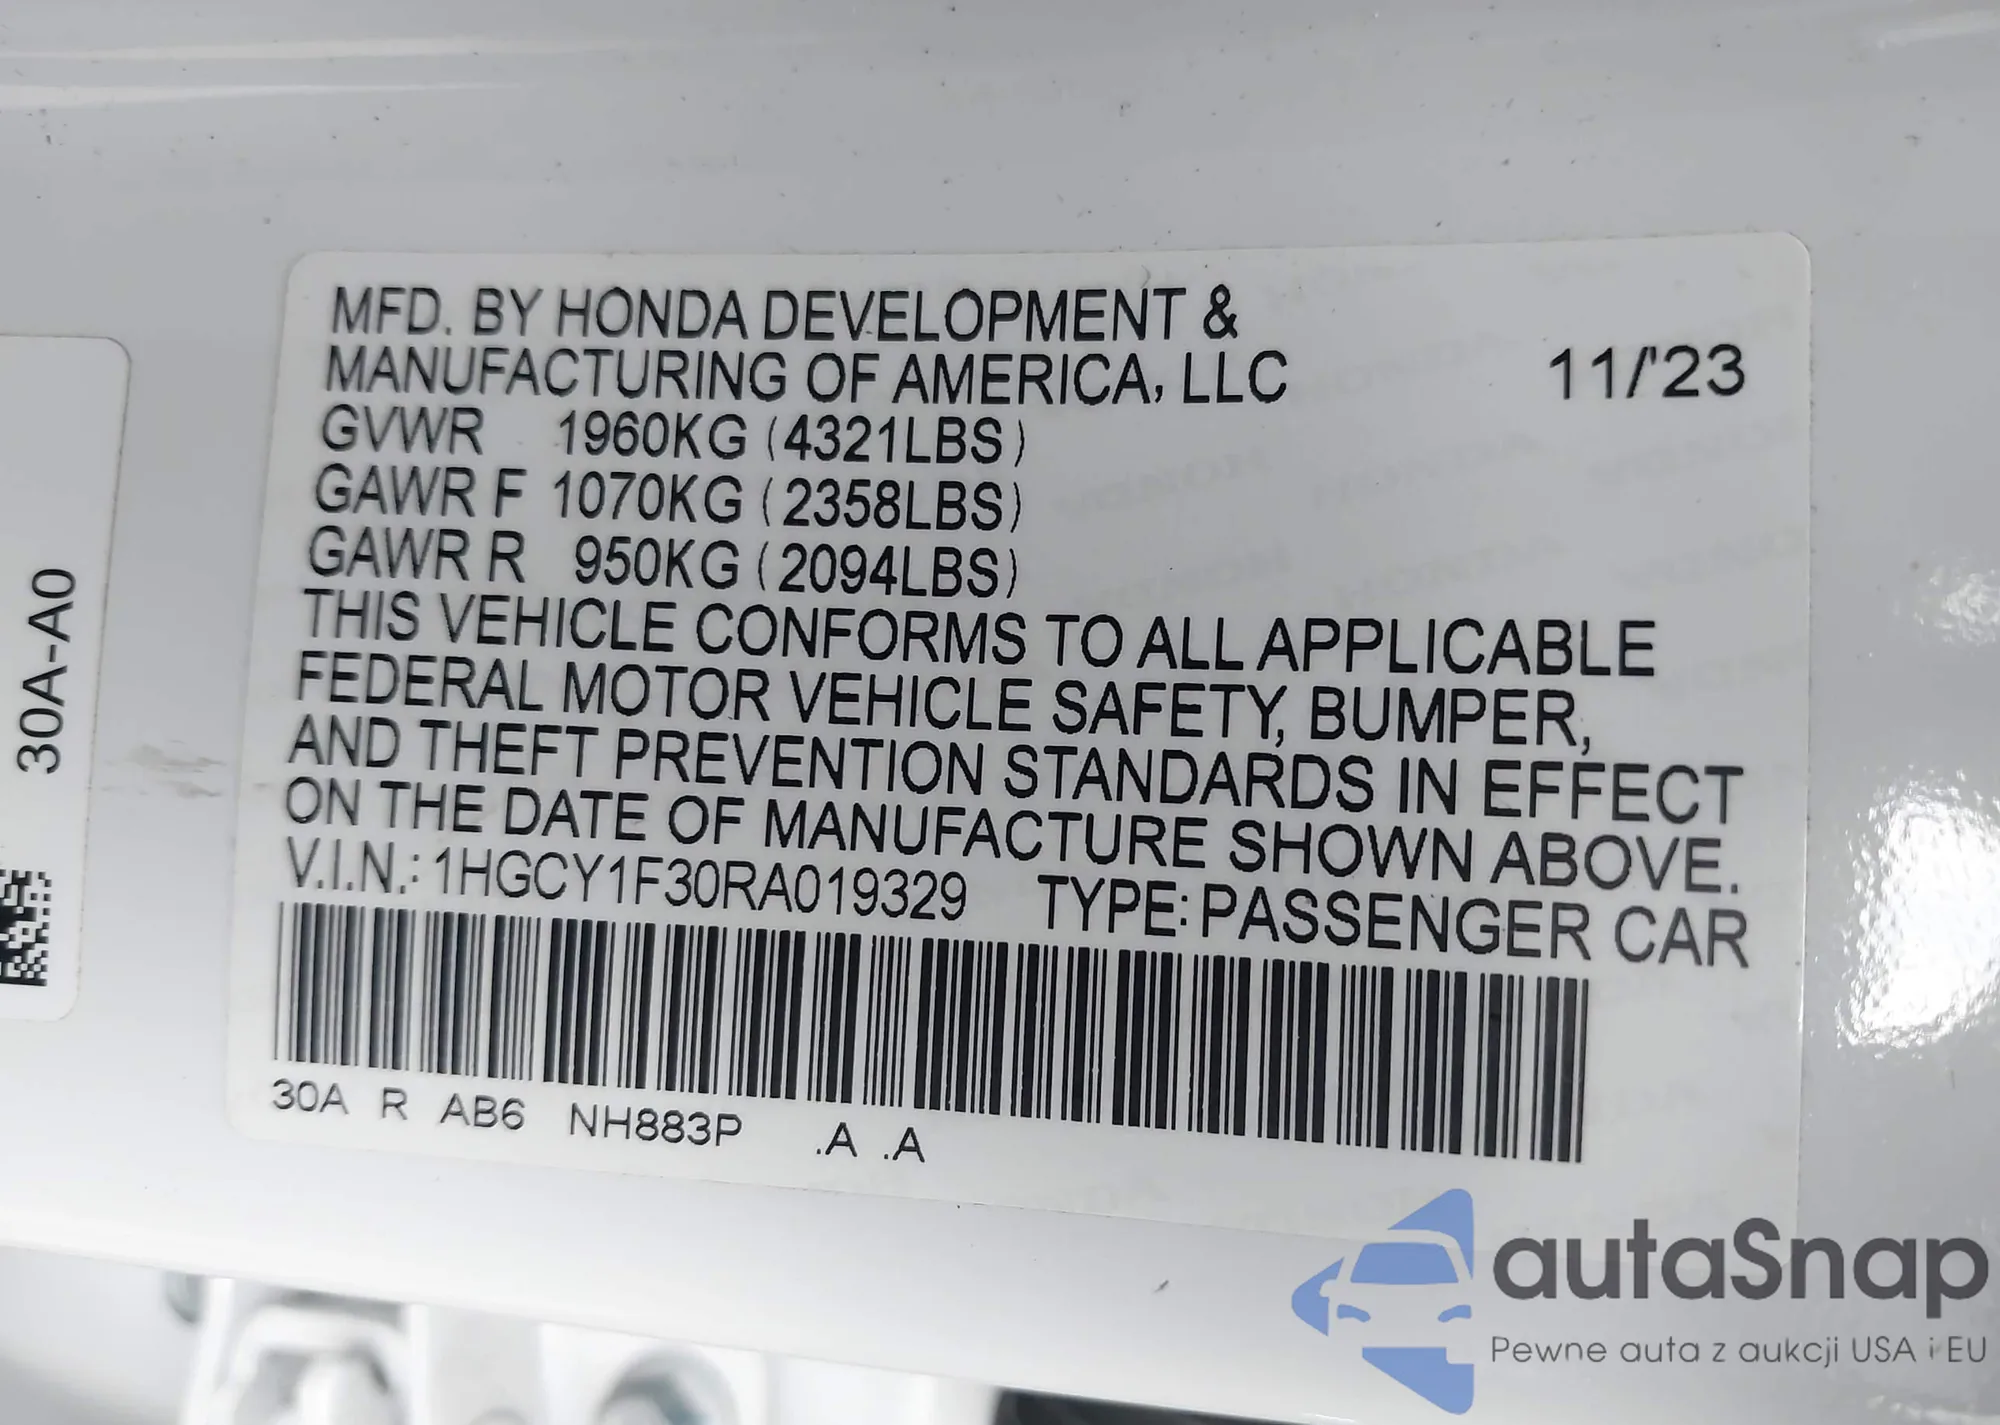 MFD. BY HONDA DEVELOPMENT &
MANUFACTURING OF AMERICA, LLC 11/'23
GVWR 1960KG (4321LBS)
GAWR F 1070KG (2358LBS)
GAWR R 950KG (2094LBS)
THIS VEHICLE CONFORMS TO ALL APPLICABLE
FEDERAL MOTOR VEHICLE SAFETY, BUMPER,
AND THEFT PREVENTION STANDARDS IN EFFECT
ON THE DATE OF MANUFACTURE SHOWN ABOVE.
V.I.N.: 1HGCY1F30RA019329 TYPE: PASSENGER CAR
30A R AB6 NH883P .A .A
30A-A0
autaSnap
Pewne auta z aukcji USA i EU